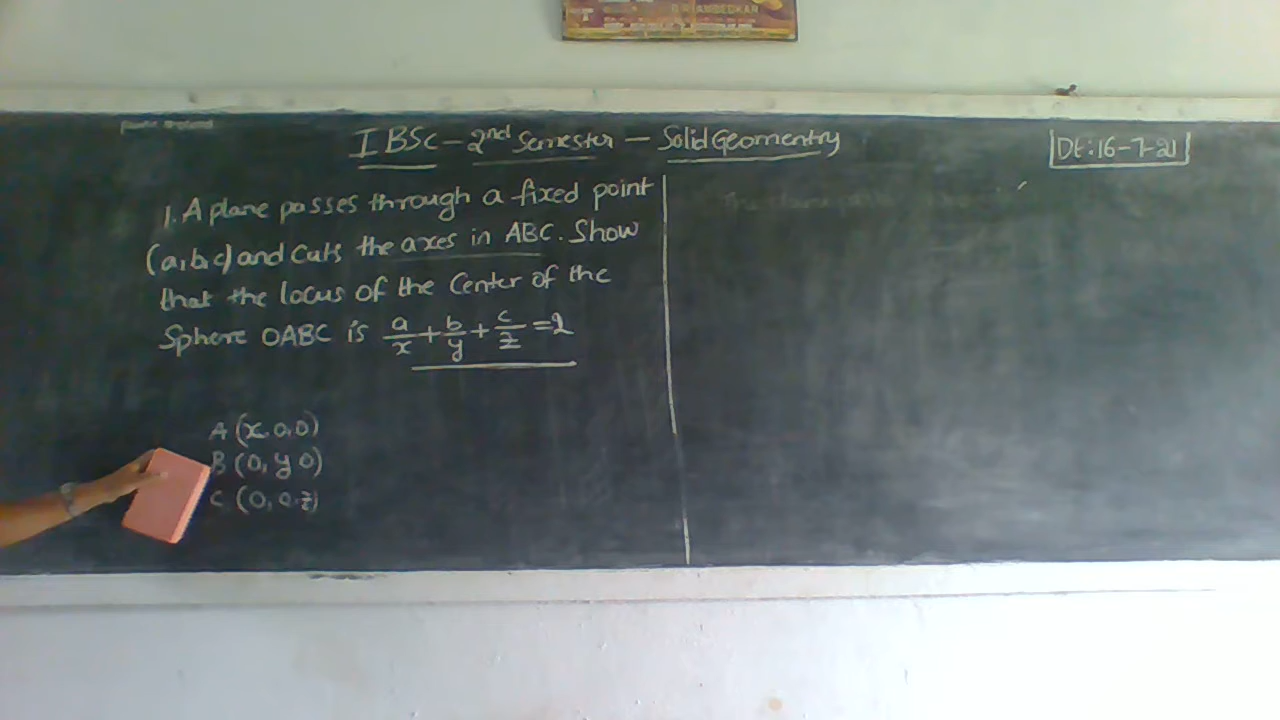 B.R. AMBEDKAR
I BSc - 2nd Semester - Solid Geomentry
Dt: 16-7-21
1. A plane passes through a fixed point
(a,b,c) and cuts the axes in ABC. Show
that the locus of the Center of the
Sphere OABC is a/x + b/y + c/z = 2
A (x, 0, 0)
B (0, y 0)
C (0, 0, z)